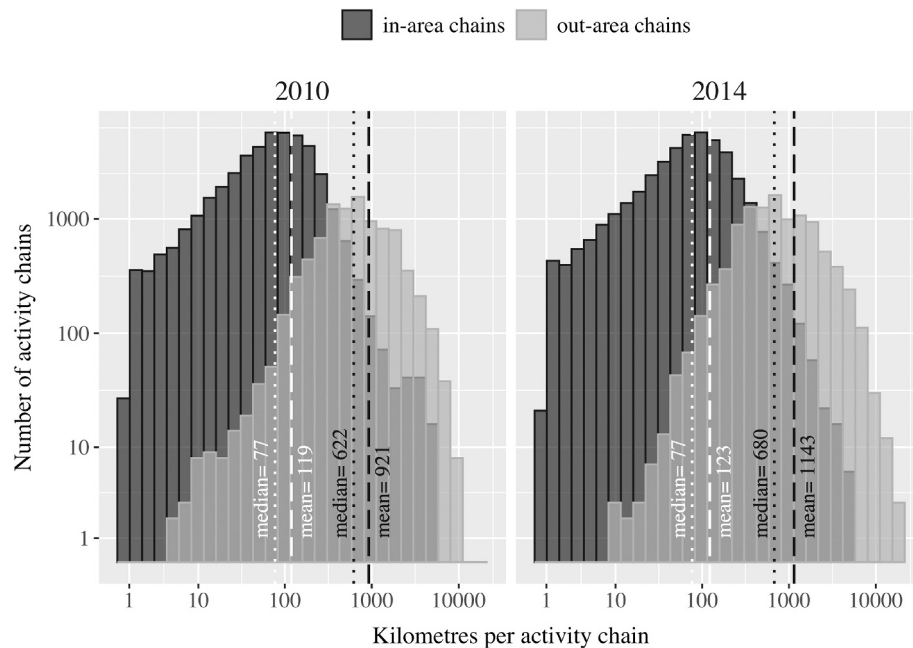 in-area chains out-area chains
2010 2014
Number of activity chains
1000
100
10
1
median= 77
mean= 119
median= 622
mean= 921
median= 77
mean= 123
median= 680
mean= 1143
1 10 100 1000 10000 1 10 100 1000 10000
Kilometres per activity chain